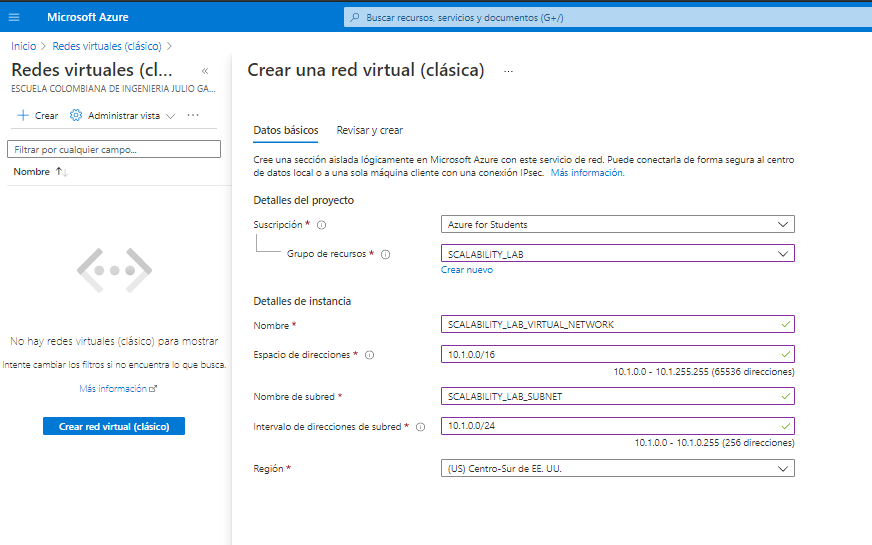 Microsoft Azure
Buscar recursos, servicios y documentos (G+/)
Inicio > Redes virtuales (clásico) >
Redes virtuales (cl... «
ESCUELA COLOMBIANA DE INGENIERIA JULIO GA...
+ Crear Administrar vista ...
Filtrar por cualquier campo...
Nombre ↑↓
No hay redes virtuales (clásico) para mostrar
Intente cambiar los filtros si no encuentra lo que busca.
Más información
Crear red virtual (clásico)
Crear una red virtual (clásica) ...
Datos básicos Revisar y crear
Cree una sección aislada lógicamente en Microsoft Azure con este servicio de red. Puede conectarla de forma segura al centro
de datos local o a una sola máquina cliente con una conexión IPsec. Más información.
Detalles del proyecto
Suscripción * Azure for Students
Grupo de recursos * SCALABILITY_LAB
Crear nuevo
Detalles de instancia
Nombre * SCALABILITY_LAB_VIRTUAL_NETWORK
Espacio de direcciones * 10.1.0.0/16
10.1.0.0 - 10.1.255.255 (65536 direcciones)
Nombre de subred * SCALABILITY_LAB_SUBNET
Intervalo de direcciones de subred * 10.1.0.0/24
10.1.0.0 - 10.1.0.255 (256 direcciones)
Región * (US) Centro-Sur de EE. UU.